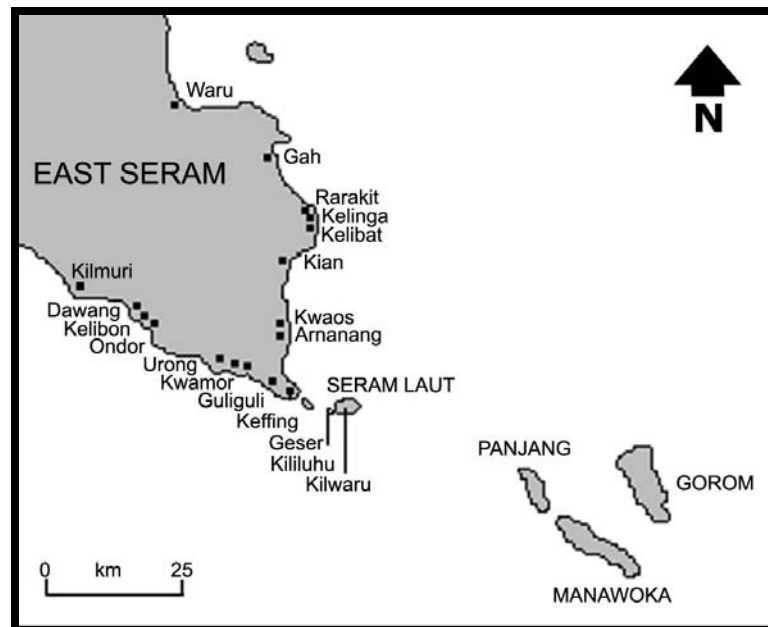 Waru
N
Gah
EAST SERAM
Rarakit
Kelinga
Kelibat
Kian
Kilmuri
Dawang
Kelibon
Ondor
Kwaos
Arnanang
Urong
Kwamor
Guliguli
Keffing
SERAM LAUT
Geser
Kililuhu
Kilwaru
PANJANG
GOROM
MANAWOKA
0 km 25